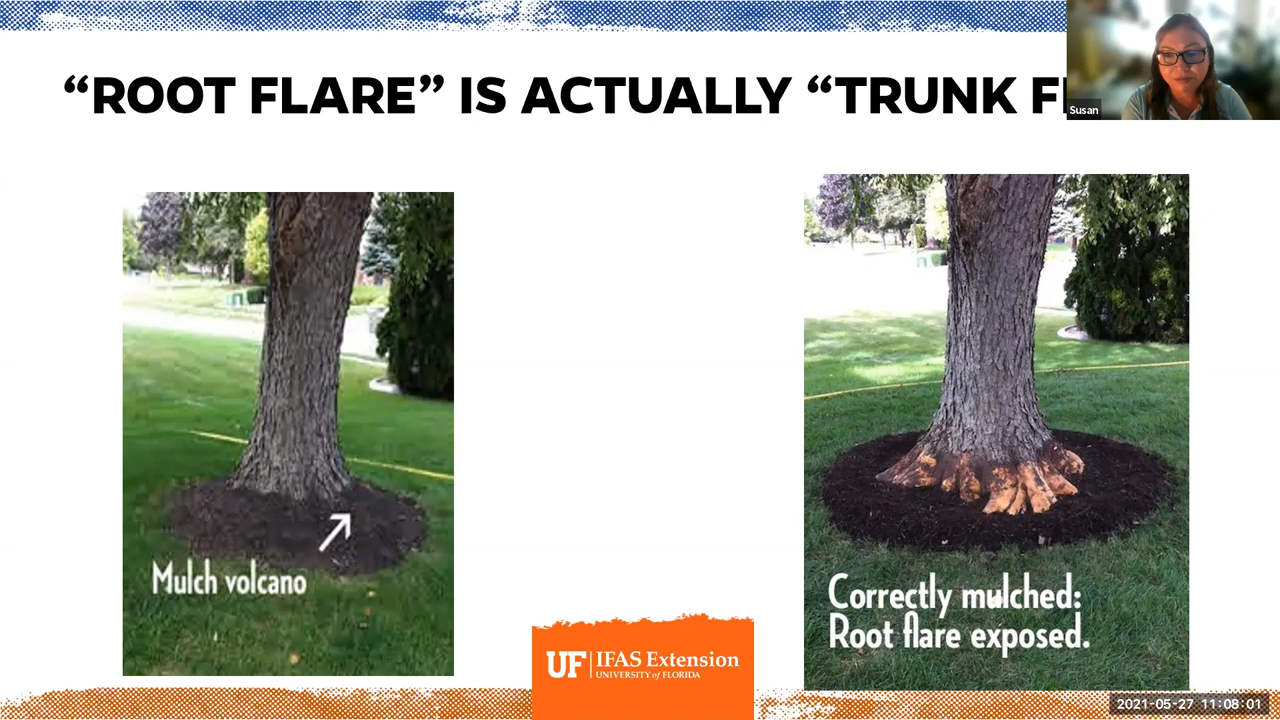 “ROOT FLARE” IS ACTUALLY “TRUNK
Susan
Mulch volcano
Correctly mulched:
Root flare exposed.
UF IFAS Extension
UNIVERSITY of FLORIDA
2021-05-27 11:08:01